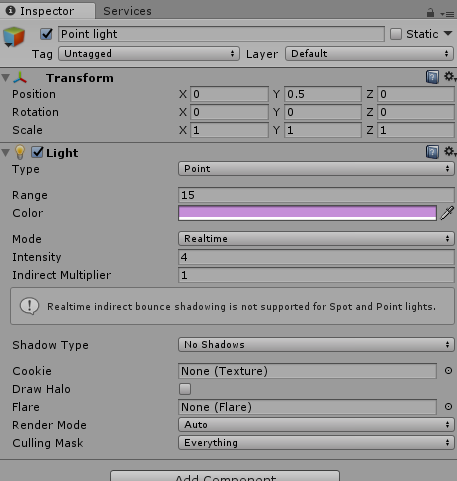 Inspector Services
Point light Static
Tag Untagged Layer Default
Transform
Position X 0 Y 0.5 Z 0
Rotation X 0 Y 0 Z 0
Scale X 1 Y 1 Z 1
Light
Type Point
Range 15
Color
Mode Realtime
Intensity 4
Indirect Multiplier 1
Realtime indirect bounce shadowing is not supported for Spot and Point lights.
Shadow Type No Shadows
Cookie None (Texture)
Draw Halo
Flare None (Flare)
Render Mode Auto
Culling Mask Everything
Add Component